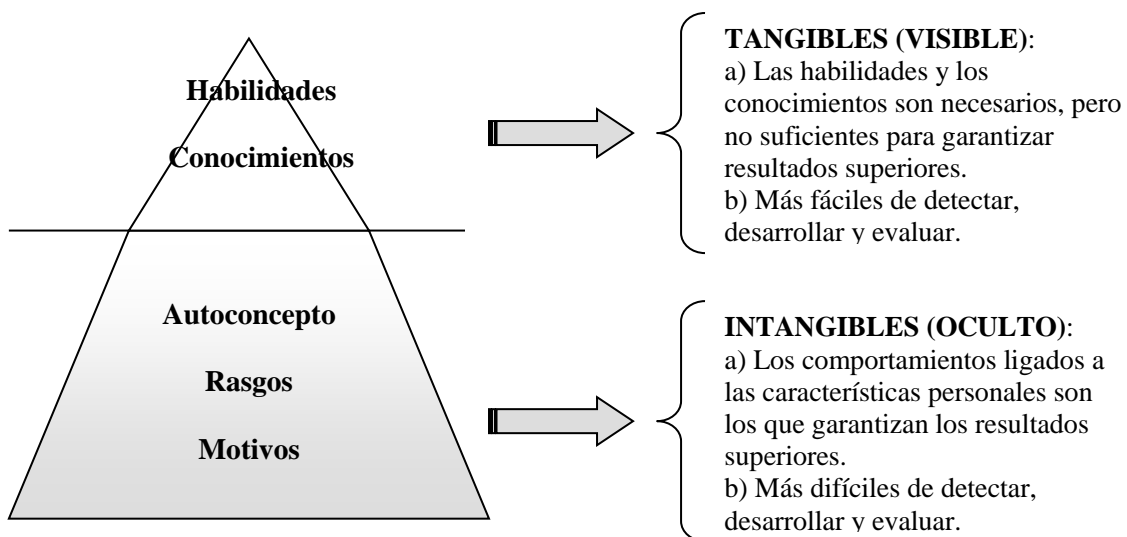 Habilidades
Conocimientos
Autoconcepto
Rasgos
Motivos
TANGIBLES (VISIBLE):
a) Las habilidades y los
conocimientos son necesarios, pero
no suficientes para garantizar
resultados superiores.
b) Más fáciles de detectar,
desarrollar y evaluar.
INTANGIBLES (OCULTO):
a) Los comportamientos ligados a
las características personales son
los que garantizan los resultados
superiores.
b) Más difíciles de detectar,
desarrollar y evaluar.